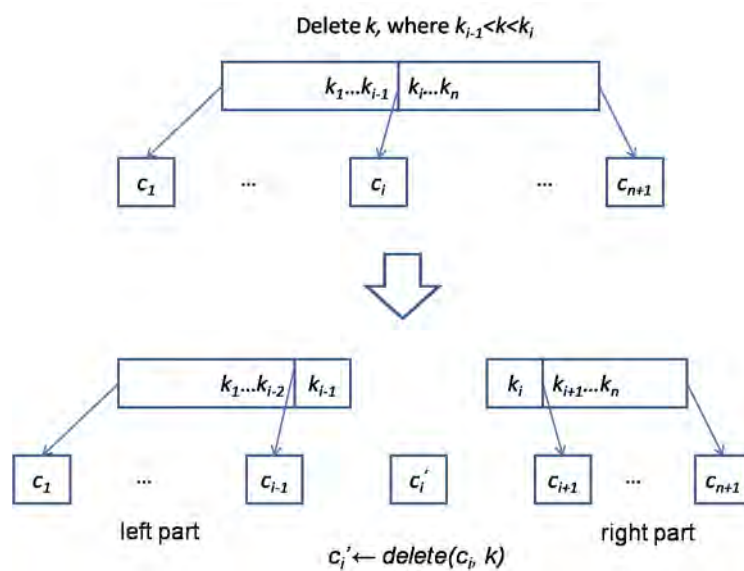 Delete k, where k_{i-1}<k<k_i
k_1...k_{i-1} k_i...k_n
c_1 ... c_i ... c_{n+1}
k_1...k_{i-2} k_{i-1} k_i k_{i+1}...k_n
c_1 ... c_{i-1} c_i' c_{i+1} ... c_{n+1}
left part right part
c_i' ← delete(c_i, k)